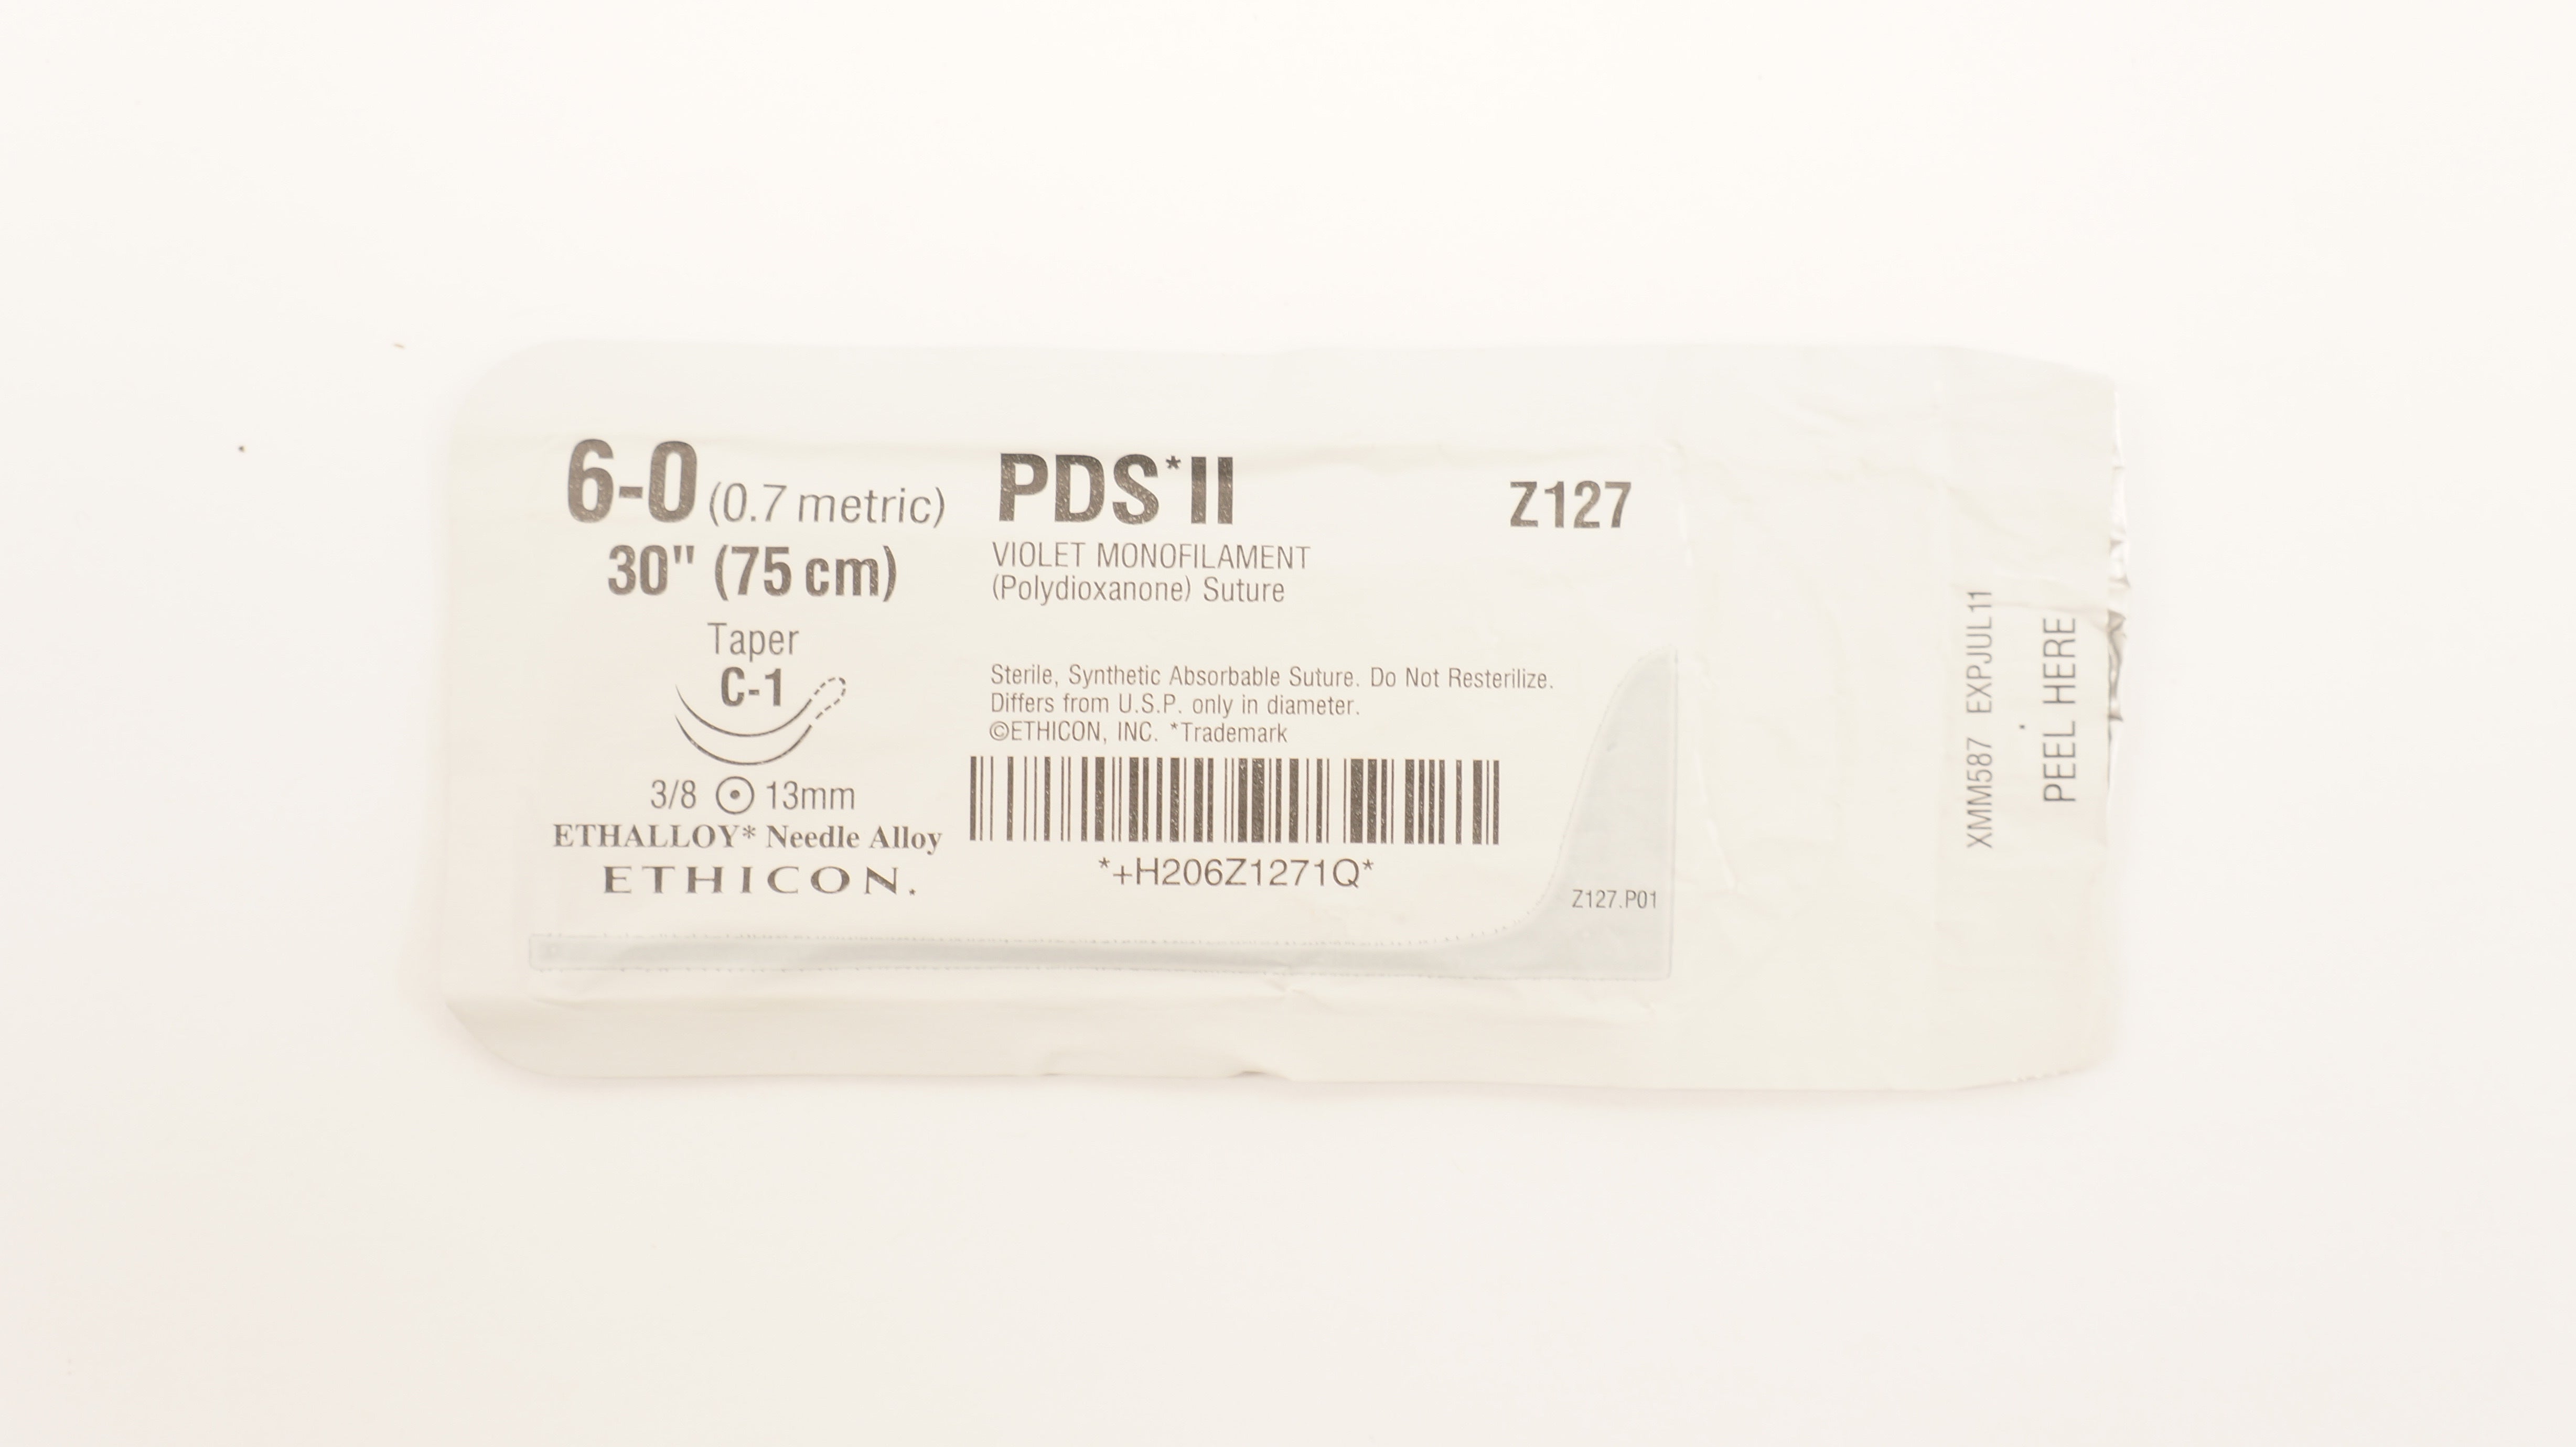 6-0 (0.7 metric)
30" (75 cm)
Taper
C-1
3/8 13mm
ETHALLOY* Needle Alloy
ETHICON.
PDS*II
VIOLET MONOFILAMENT
(Polydioxanone) Suture
Z127
Sterile, Synthetic Absorbable Suture. Do Not Resterilize.
Differs from U.S.P. only in diameter.
©ETHICON, INC. *Trademark
*+H206Z1271Q*
Z127.P01
XMM587 EXPJUL11
PEEL HERE